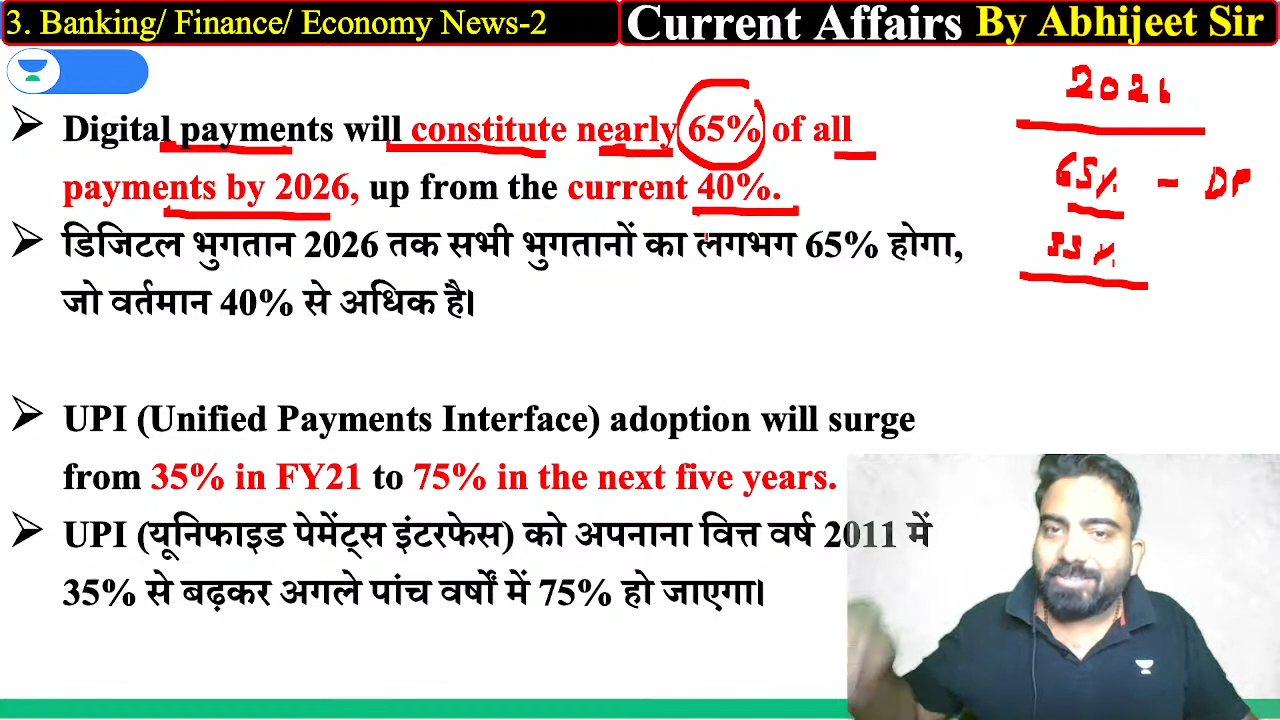 3. Banking/ Finance/ Economy News-2
Current Affairs By Abhijeet Sir
Digital payments will constitute nearly 65% of all
payments by 2026, up from the current 40%.
डिजिटल भुगतान 2026 तक सभी भुगतानों का लगभग 65% होगा,
जो वर्तमान 40% से अधिक है।
UPI (Unified Payments Interface) adoption will surge
from 35% in FY21 to 75% in the next five years.
UPI (यूनिफाइड पेमेंट्स इंटरफेस) को अपनाना वित्त वर्ष 2011 में
35% से बढ़कर अगले पांच वर्षों में 75% हो जाएगा।
65% - DP